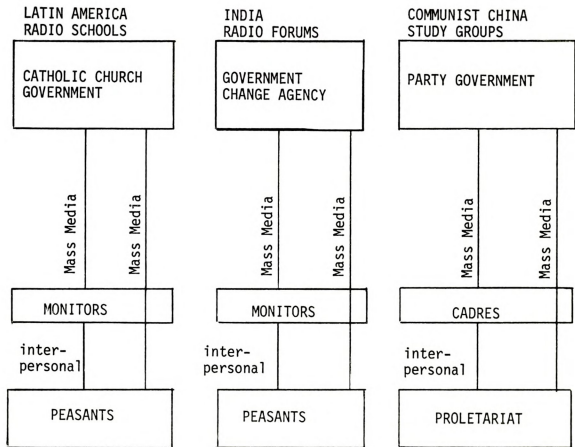 LATIN AMERICA
RADIO SCHOOLS
CATHOLIC CHURCH
GOVERNMENT
Mass Media
Mass Media
MONITORS
inter-
personal
PEASANTS
INDIA
RADIO FORUMS
GOVERNMENT
CHANGE AGENCY
Mass Media
Mass Media
MONITORS
inter-
personal
PEASANTS
COMMUNIST CHINA
STUDY GROUPS
PARTY GOVERNMENT
Mass Media
Mass Media
CADRES
inter-
personal
PROLETARIAT